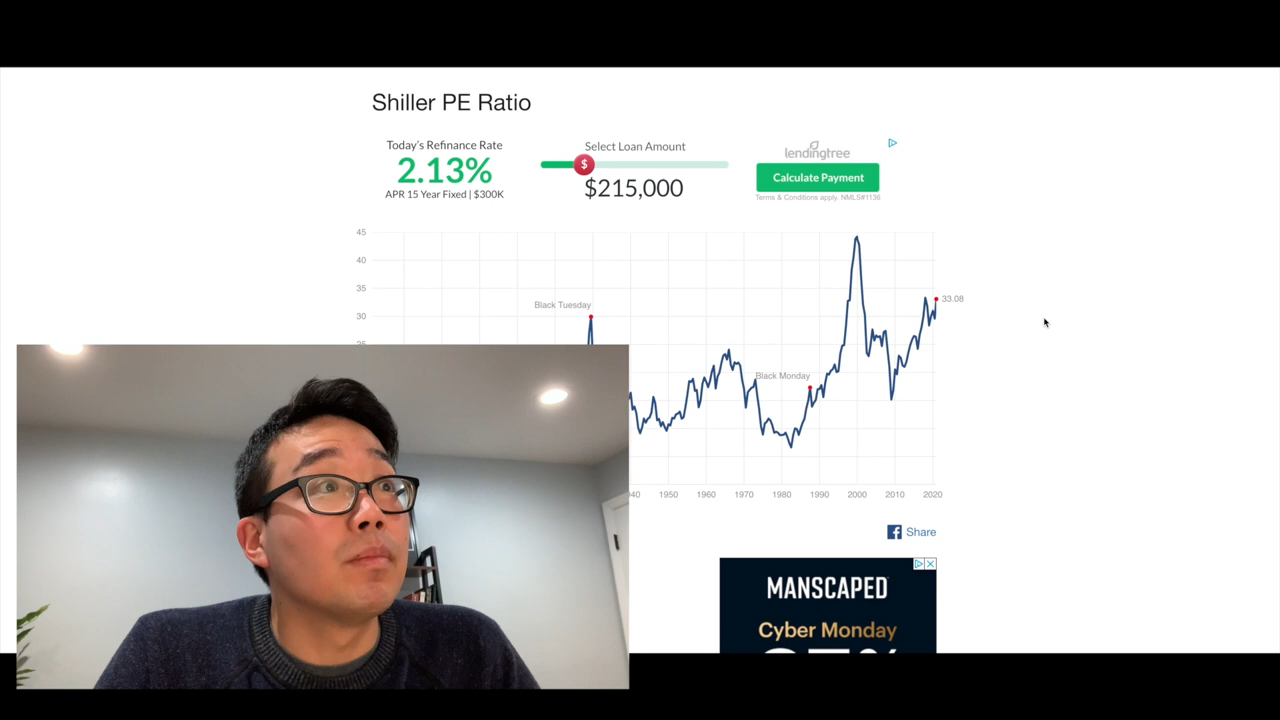 Shiller PE Ratio
Today's Refinance Rate
2.13%
APR 15 Year Fixed | $300K
Select Loan Amount
$
$215,000
lendingtree
Calculate Payment
Terms & Conditions apply. NMLS#1136
45
40
35
30
Black Tuesday
Black Monday
33.08
1950
1960
1970
1980
1990
2000
2010
2020
Share
MANSCAPED
Cyber Monday